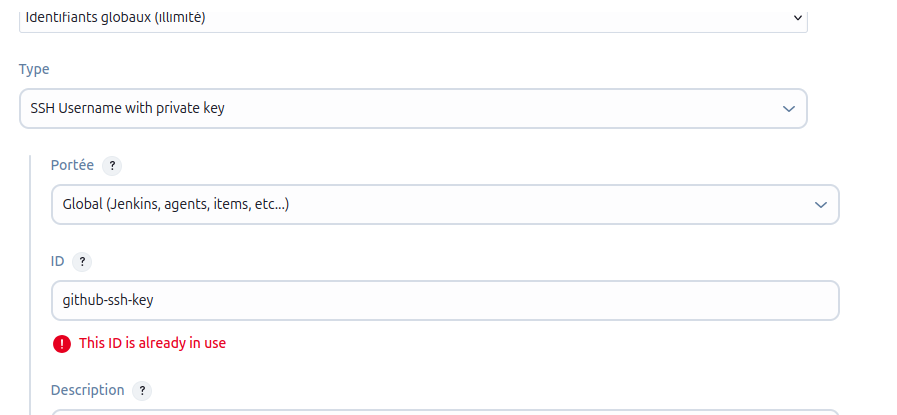 Identifiants globaux (illimité)
Type
SSH Username with private key
Portée ?
Global (Jenkins, agents, items, etc...)
ID ?
github-ssh-key
! This ID is already in use
Description ?